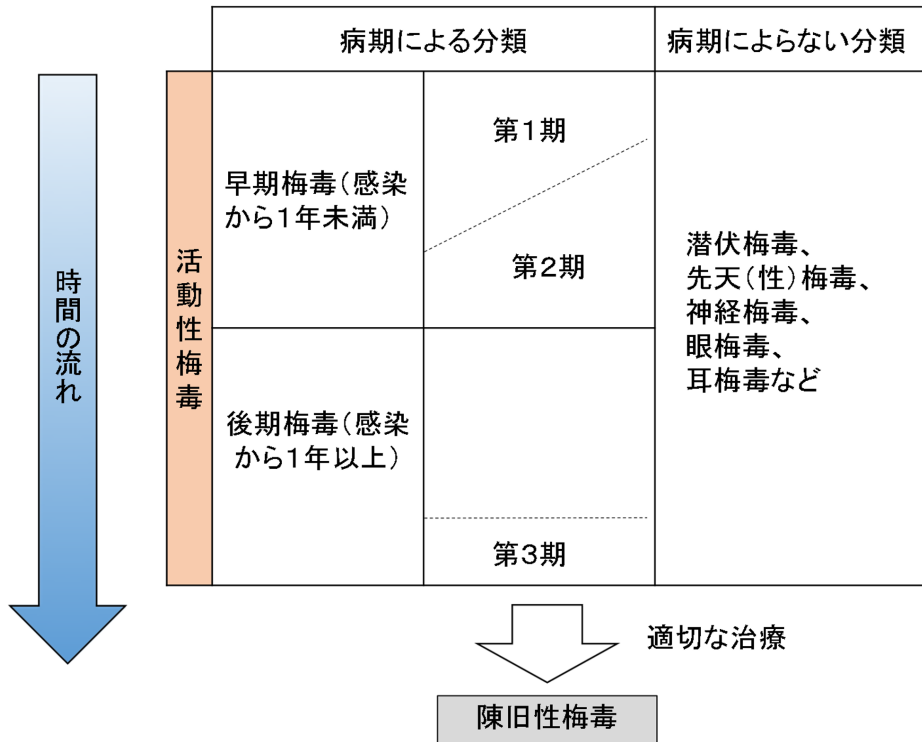 病期による分類
病期によらない分類
時間の流れ
活動性梅毒
早期梅毒(感染
から1年未満)
第1期
第2期
後期梅毒(感染
から1年以上)
第3期
潜伏梅毒、
先天(性)梅毒、
神経梅毒、
眼梅毒、
耳梅毒など
適切な治療
陳旧性梅毒